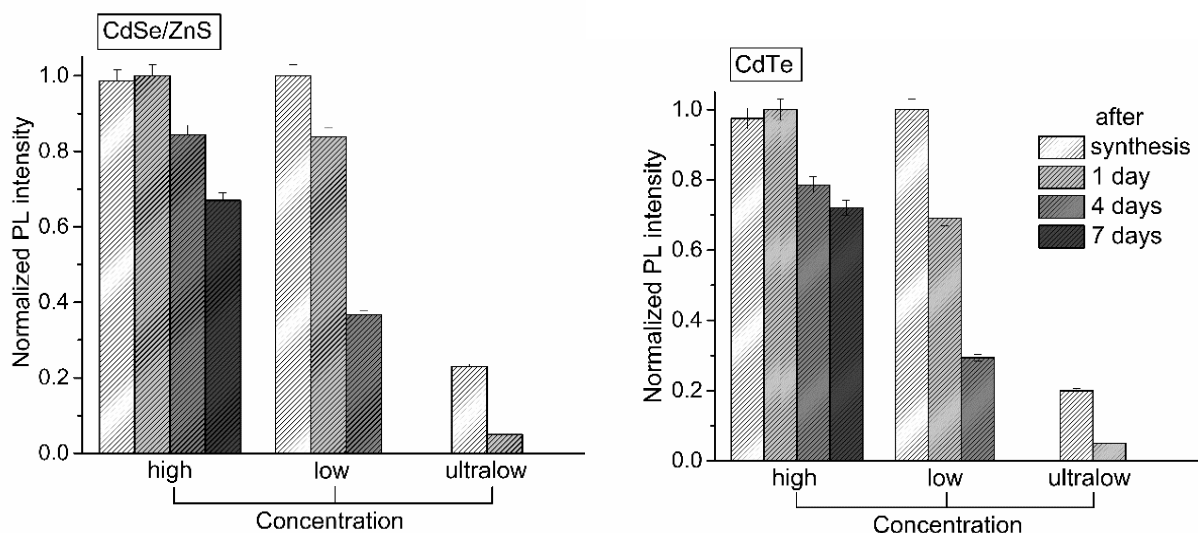 CdSe/ZnS
Normalized PL intensity
1.0
0.8
0.6
0.4
0.2
0.0
high low ultralow
Concentration
CdTe
Normalized PL intensity
1.0
0.8
0.6
0.4
0.2
0.0
after
synthesis
1 day
4 days
7 days
high low ultralow
Concentration